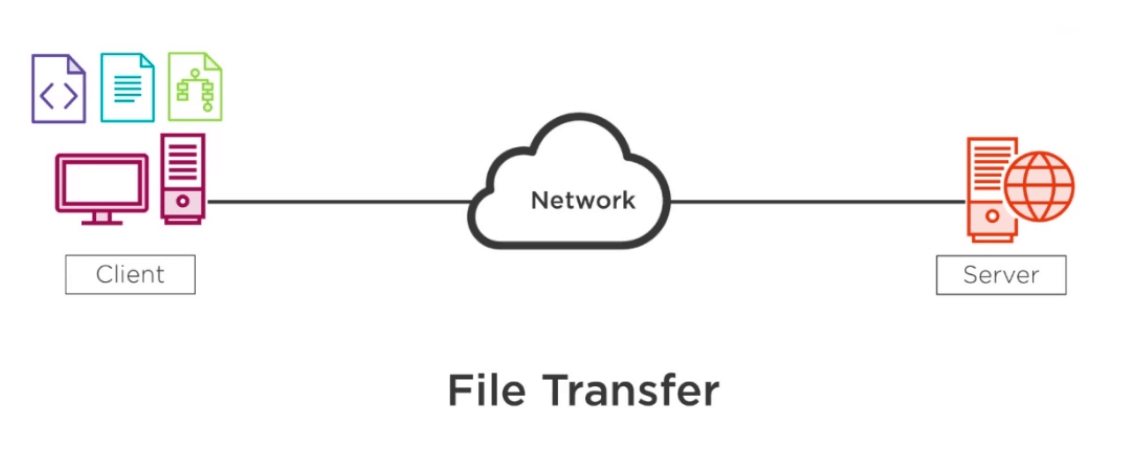 Network
Client
Server
File Transfer